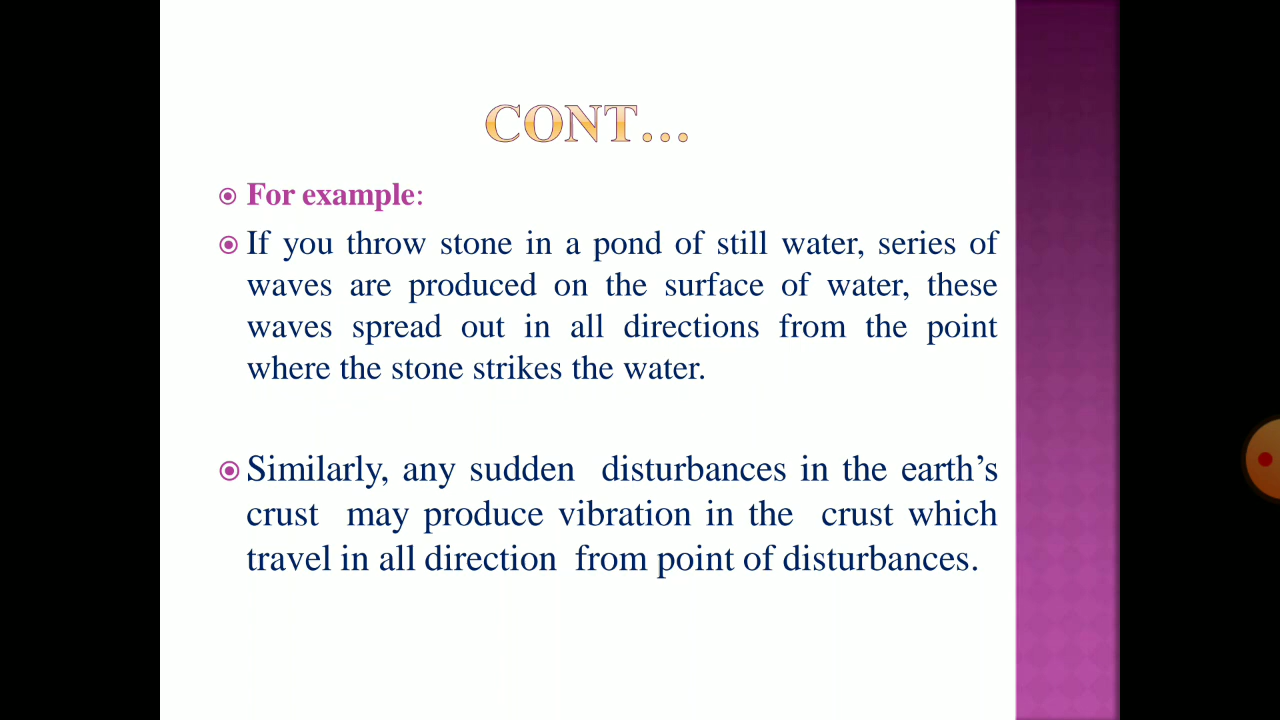 CONT...
For example:
If you throw stone in a pond of still water, series of
waves are produced on the surface of water, these
waves spread out in all directions from the point
where the stone strikes the water.
Similarly, any sudden disturbances in the earth’s
crust may produce vibration in the crust which
travel in all direction from point of disturbances.